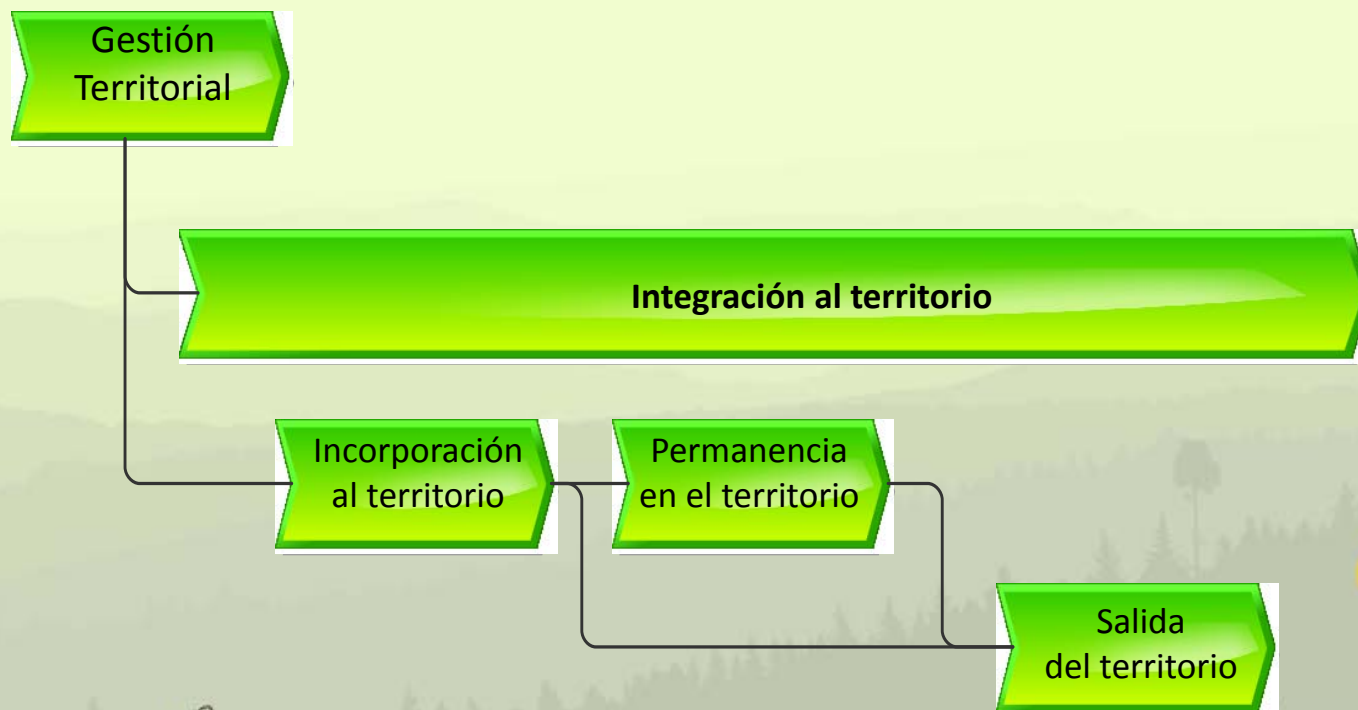 Gestión
Territorial
Integración al territorio
Incorporación
al territorio
Permanencia
en el territorio
Salida
del territorio